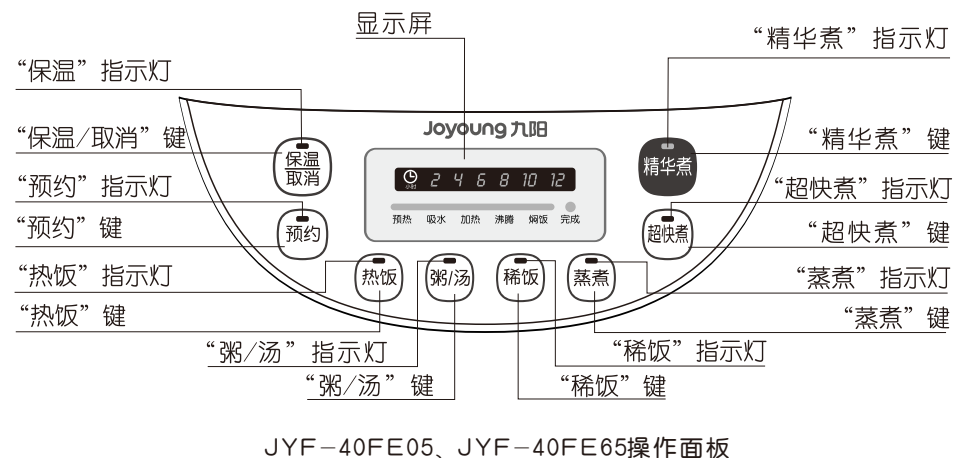 显示屏
“精华煮”指示灯
“保温”指示灯
“保温/取消”键
“精华煮”键
“预约”指示灯
“超快煮”指示灯
“预约”键
“超快煮”键
“热饭”指示灯
“蒸煮”指示灯
“热饭”键
“蒸煮”键
“粥/汤”指示灯
“稀饭”指示灯
“粥/汤”键
“稀饭”键
Joyoung 九阳
保温
取消
精华煮
小时 2 4 6 8 10 12
预热 吸水 加热 沸腾 焖饭 完成
预约
超快煮
热饭
粥/汤
稀饭
蒸煮
JYF-40FE05、JYF-40FE65操作面板